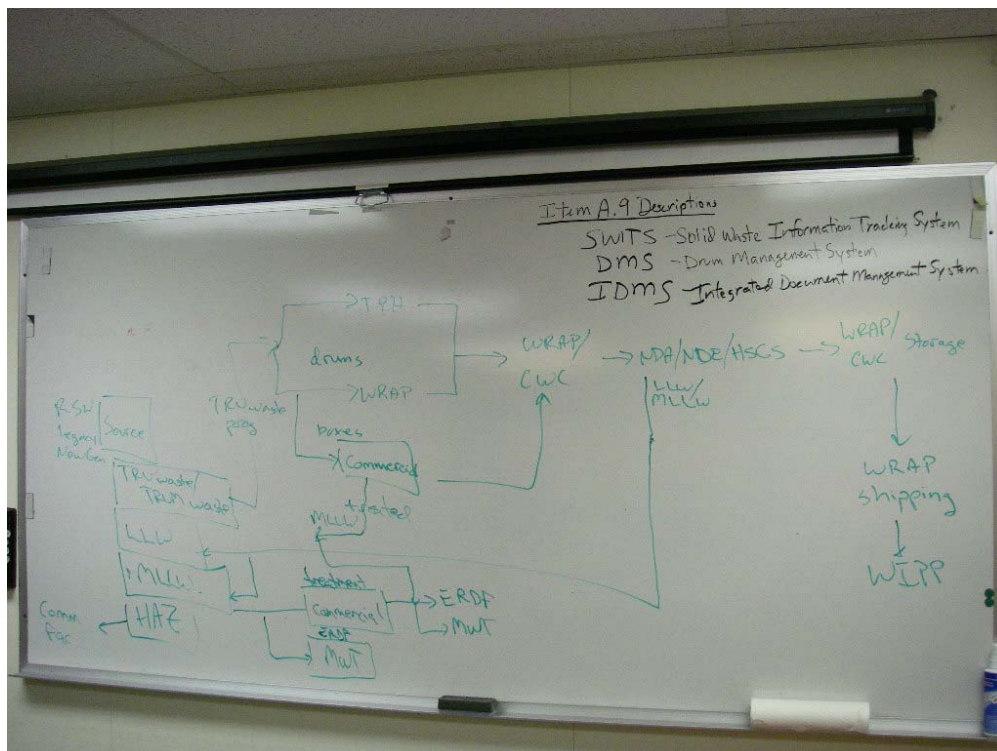 Item A.9 Descriptions
SWITS - Solid Waste Information Tracking System
DMS - Drum Management System
IDMS - Integrated Document Management System
drums
WRAP
WRAP/
CWC
NDA/NDE/HSGS
LLW/
MLLW
WRAP/
CWC Storage
WRAP
shipping
WIPP
RSW
legacy
NewGen
Source
TRU waste
prog
boxes
Commercial
treated
MLLW
TRU waste/
TRUM waste
LLW
MLLW
HAZ
Comm
Fac
treatment
Commercial
ERDF
MWT
ERDF
MWT